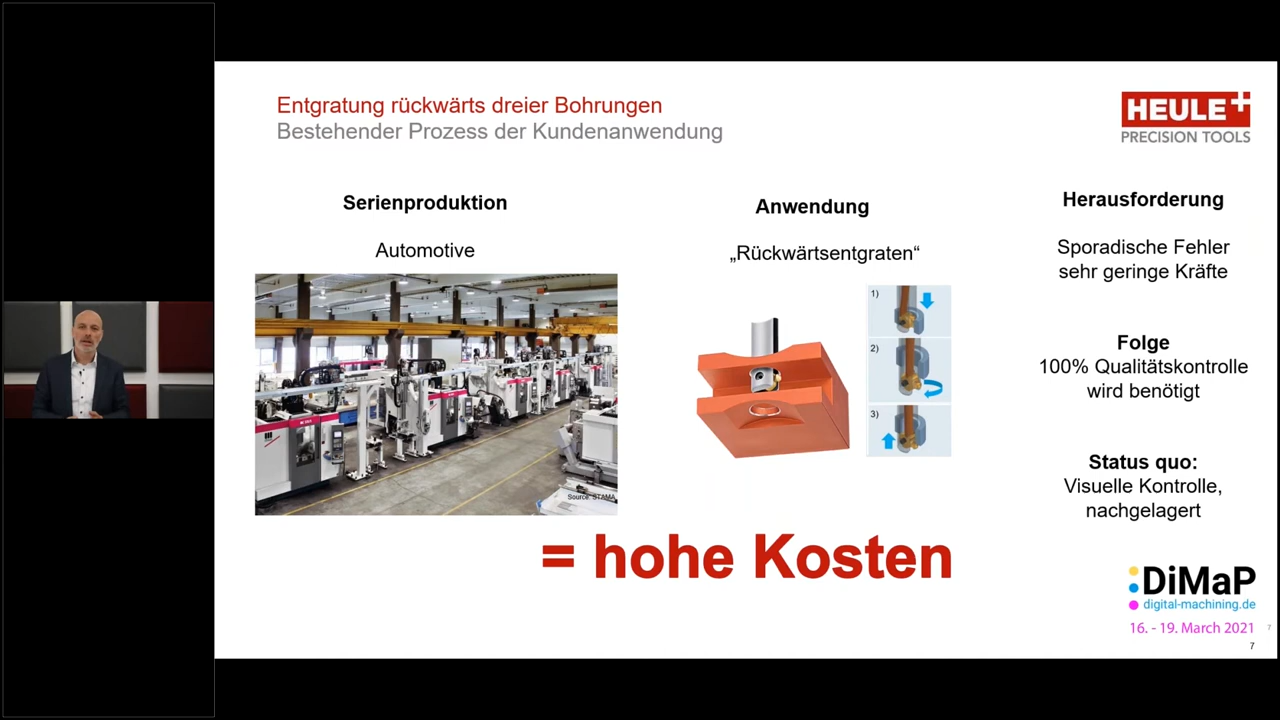 Entgratung rückwärts dreier Bohrungen
Bestehender Prozess der Kundenanwendung
HEULE+
PRECISION TOOLS
Serienproduktion
Automotive
Source: STAMA
Anwendung
„Rückwärtsentgraten“
1)
2)
3)
Herausforderung
Sporadische Fehler
sehr geringe Kräfte
Folge
100% Qualitätskontrolle
wird benötigt
Status quo:
Visuelle Kontrolle,
nachgelagert
= hohe Kosten
DiMaP
digital-machining.de
16. - 19. March 2021
7
7